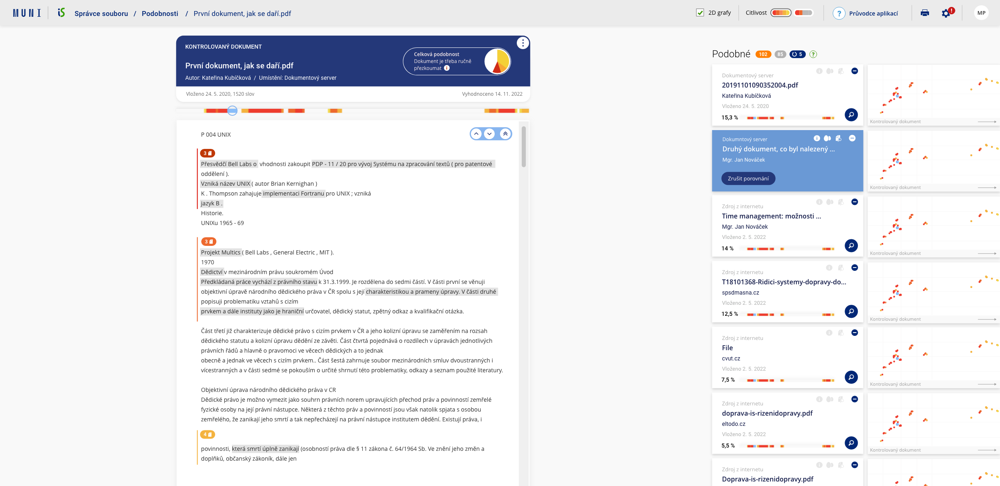 MUNI
iS
Správce souboru / Podobnosti / První dokument, jak se daří.pdf
2D grafy
Citlivost
?
Průvodce aplikací
!
MP
KONTROLOVANÝ DOKUMENT
První dokument, jak se daří.pdf
Autor: Kateřina Kubíčková / Umístění: Dokumentový server
Celková podobnost
Dokument je třeba ručně
přezkoumat i
Vloženo 24. 5. 2020, 1520 slov
Vyhodnoceno 14. 11. 2022
P 004 UNIX
3
Přesvědčí Bell Labs o vhodnosti zakoupit PDP - 11 / 20 pro vývoj Systému na zpracování textů ( pro patentové
oddělení ).
Vzniká název UNIX ( autor Brian Kernighan )
K . Thompson zahajuje implementaci Fortranu pro UNIX ; vzniká
jazyk B .
Historie.
UNIXu 1965 - 69
3
Projekt Multics ( Bell Labs , General Electric , MIT ).
1970
Dědictví v mezinárodním právu soukromém Úvod
Předkládaná práce vychází z právního stavu k 31.3.1999. Je rozdělena do sedmi částí. V části první se věnuji
objektivní úpravě národního dědického práva v ČR spolu s její charakteristikou a prameny úpravy. V části druhé
popisuji problematiku vztahů s cizím
prvkem a dále instituty jako je hraniční určovatel, dědický statut, zpětný odkaz a kvalifikační otázka.
Část třetí již charakterizuje dědické právo s cizím prvkem v ČR a jeho kolizní úpravu se zaměřením na rozsah
dědického statutu a kolizní úpravu dědění ze závěti. Část čtvrtá pojednává o rozdílech v úpravách jednotlivých
právních řádů a hlavně o pravomoci ve věcech dědických a to jednak
obecně a jednak ve věcech s cizím prvkem.. Část šestá zahrnuje soubor mezinárodních smluv dvoustranných i
vícestranných a v části sedmé se pokouším o určité shrnutí této problematiky, odkazy a seznam použité literatury.
Objektivní úprava národního dědického práva v CR
Dědické právo je možno vymezit jako souhrn právních norem upravujících přechod práv a povinností zemřelé
fyzické osoby na její právní nástupce. Některá z těchto práv a povinností jsou však natolik spjata s osobou
zemřelého, že zanikají jeho smrtí a tak nepřecházejí na právní nástupce institutem dědění. Existují práva, i
4
povinnosti, která smrtí úplně zanikají (osobností práva dle § 11 zákona č. 64/1964 Sb. Ve znění jeho změn a
doplňků, občanský zákoník, dále jen
Podobné 102 85 5 ?
Dokumentový server
20191101090352004.pdf
Kateřina Kubíčková
Vloženo 24. 5. 2020
15,3 %
Kontrolovaný dokument
Dokumntový server
Druhý dokument, co byl nalezený ...
Mgr. Jan Nováček
Zrušit porovnání
Kontrolovaný dokument
Zdroj z internetu
Time management: možnosti ...
Mgr. Jan Nováček
Vloženo 2. 5. 2022
14 %
Kontrolovaný dokument
Zdroj z internetu
T18101368-Ridici-systemy-dopravy-do...
spsdmasna.cz
Vloženo 2. 5. 2022
12,5 %
Kontrolovaný dokument
Zdroj z internetu
File
cvut.cz
Vloženo 2. 5. 2022
7,5 %
Kontrolovaný dokument
Zdroj z internetu
doprava-is-rizenidopravy.pdf
eltodo.cz
Vloženo 2. 5. 2022
5,5 %
Kontrolovaný dokument
Zdroj z internetu
Doprava-is-rizenidopravy.pdf